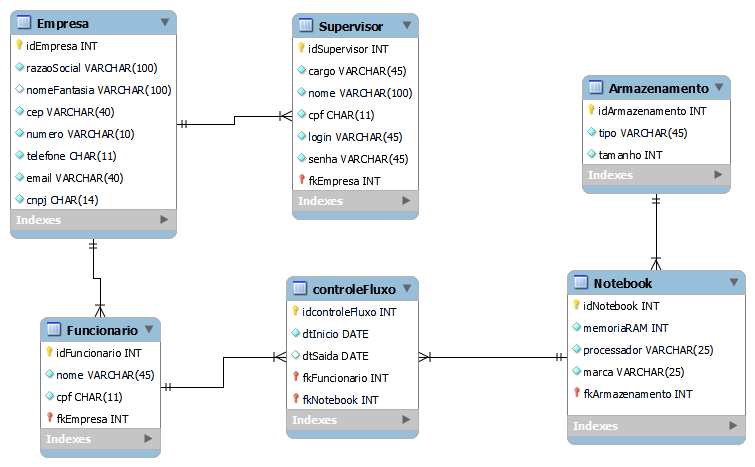 Empresa
idEmpresa INT
razaoSocial VARCHAR(100)
nomeFantasia VARCHAR(100)
cep VARCHAR(40)
numero VARCHAR(10)
telefone CHAR(11)
email VARCHAR(40)
cnpj CHAR(14)
Indexes
Supervisor
idSupervisor INT
cargo VARCHAR(45)
nome VARCHAR(100)
cpf CHAR(11)
login VARCHAR(45)
senha VARCHAR(45)
fkEmpresa INT
Indexes
Armazenamento
idArmazenamento INT
tipo VARCHAR(45)
tamanho INT
Indexes
Funcionario
idFuncionario INT
nome VARCHAR(45)
cpf CHAR(11)
fkEmpresa INT
Indexes
controleFluxo
idcontroleFluxo INT
dtInicio DATE
dtSaida DATE
fkFuncionario INT
fkNotebook INT
Indexes
Notebook
idNotebook INT
memoriaRAM INT
processador VARCHAR(25)
marca VARCHAR(25)
fkArmazenamento INT
Indexes